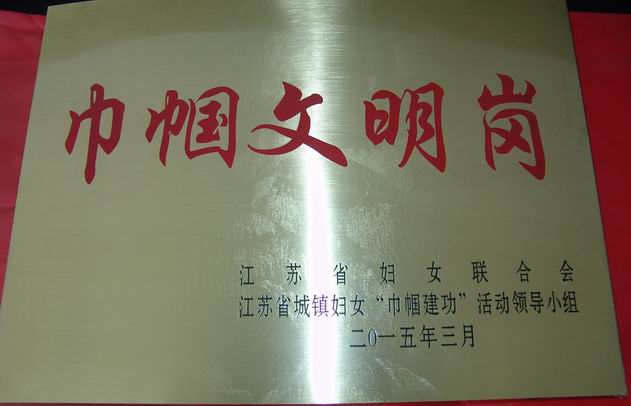 巾帼文明岗
江苏省妇女联合会
江苏省城镇妇女“巾帼建功”活动领导小组
二0一五年三月